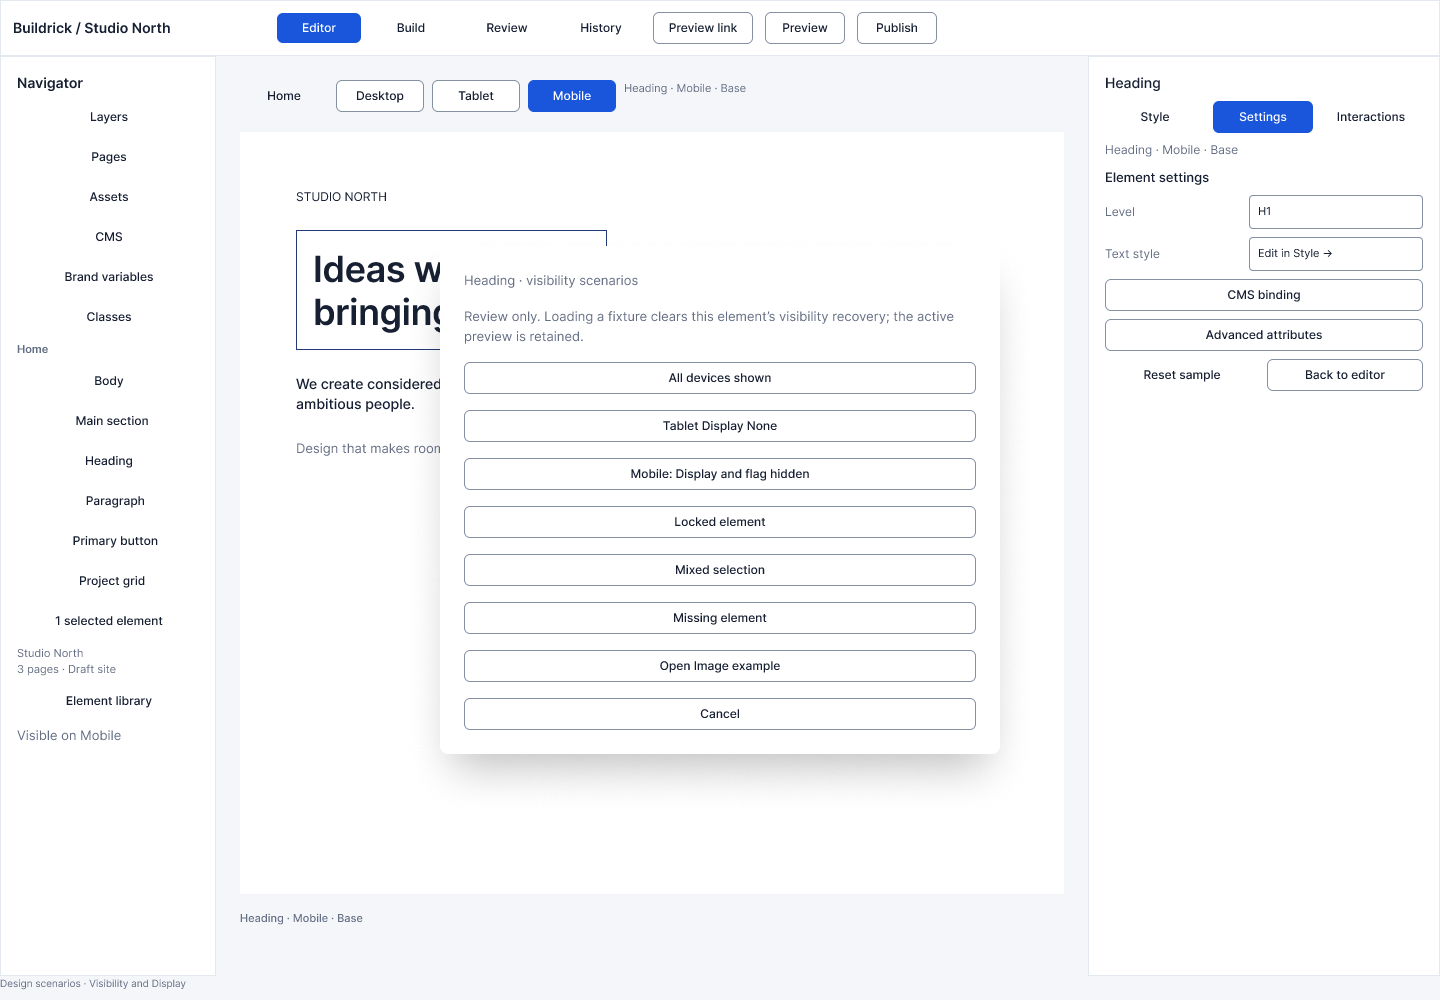 Buildrick / Studio North
Editor
Build
Review
History
Preview link
Preview
Publish
Navigator
Layers
Pages
Assets
CMS
Brand variables
Classes
Home
Body
Main section
Heading
Paragraph
Primary button
Project grid
1 selected element
Studio North
3 pages · Draft site
Element library
Visible on Mobile
Home
Desktop
Tablet
Mobile
Heading · Mobile · Base
STUDIO NORTH
Ideas w
bringing
We create considered
ambitious people.
Design that makes room
Heading · visibility scenarios
Review only. Loading a fixture clears this element’s visibility recovery; the active
preview is retained.
All devices shown
Tablet Display None
Mobile: Display and flag hidden
Locked element
Mixed selection
Missing element
Open Image example
Cancel
Heading · Mobile · Base
Heading
Style
Settings
Interactions
Heading · Mobile · Base
Element settings
Level
H1
Text style
Edit in Style →
CMS binding
Advanced attributes
Reset sample
Back to editor
Design scenarios · Visibility and Display